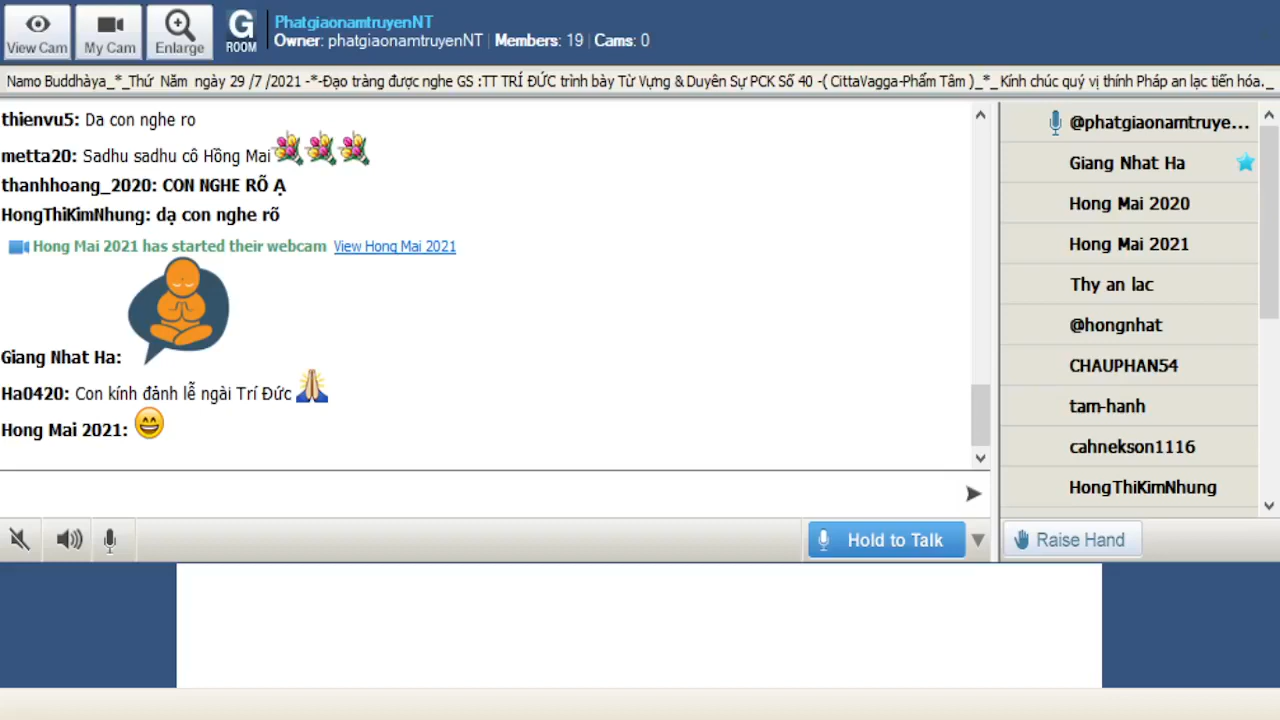 View Cam
My Cam
Enlarge
G
ROOM
PhatgiaonamtruyenNT
Owner: phatgiaonamtruyenNT | Members: 19 | Cams: 0
Namo Buddhàya_*_Thứ Năm ngày 29 /7 /2021 -*-Đạo tràng được nghe GS :TT TRÍ ĐỨC trình bày Từ Vựng & Duyên Sự PCK Số 40 -( CittaVagga-Phẩm Tâm )_*_Kính chúc quý vị thính Pháp an lạc tiến hóa._
thienvu5: Da con nghe ro
metta20: Sadhu sadhu cô Hồng Mai
thanhhoang_2020: CON NGHE RÕ Ạ
HongThiKimNhung: dạ con nghe rõ
Hong Mai 2021 has started their webcam View Hong Mai 2021
Giang Nhat Ha:
Ha0420: Con kính đảnh lễ ngài Trí Đức
Hong Mai 2021:
Hold to Talk
@phatgiaonamtruye...
Giang Nhat Ha
Hong Mai 2020
Hong Mai 2021
Thy an lac
@hongnhat
CHAUPHAN54
tam-hanh
cahnekson1116
HongThiKimNhung
Raise Hand